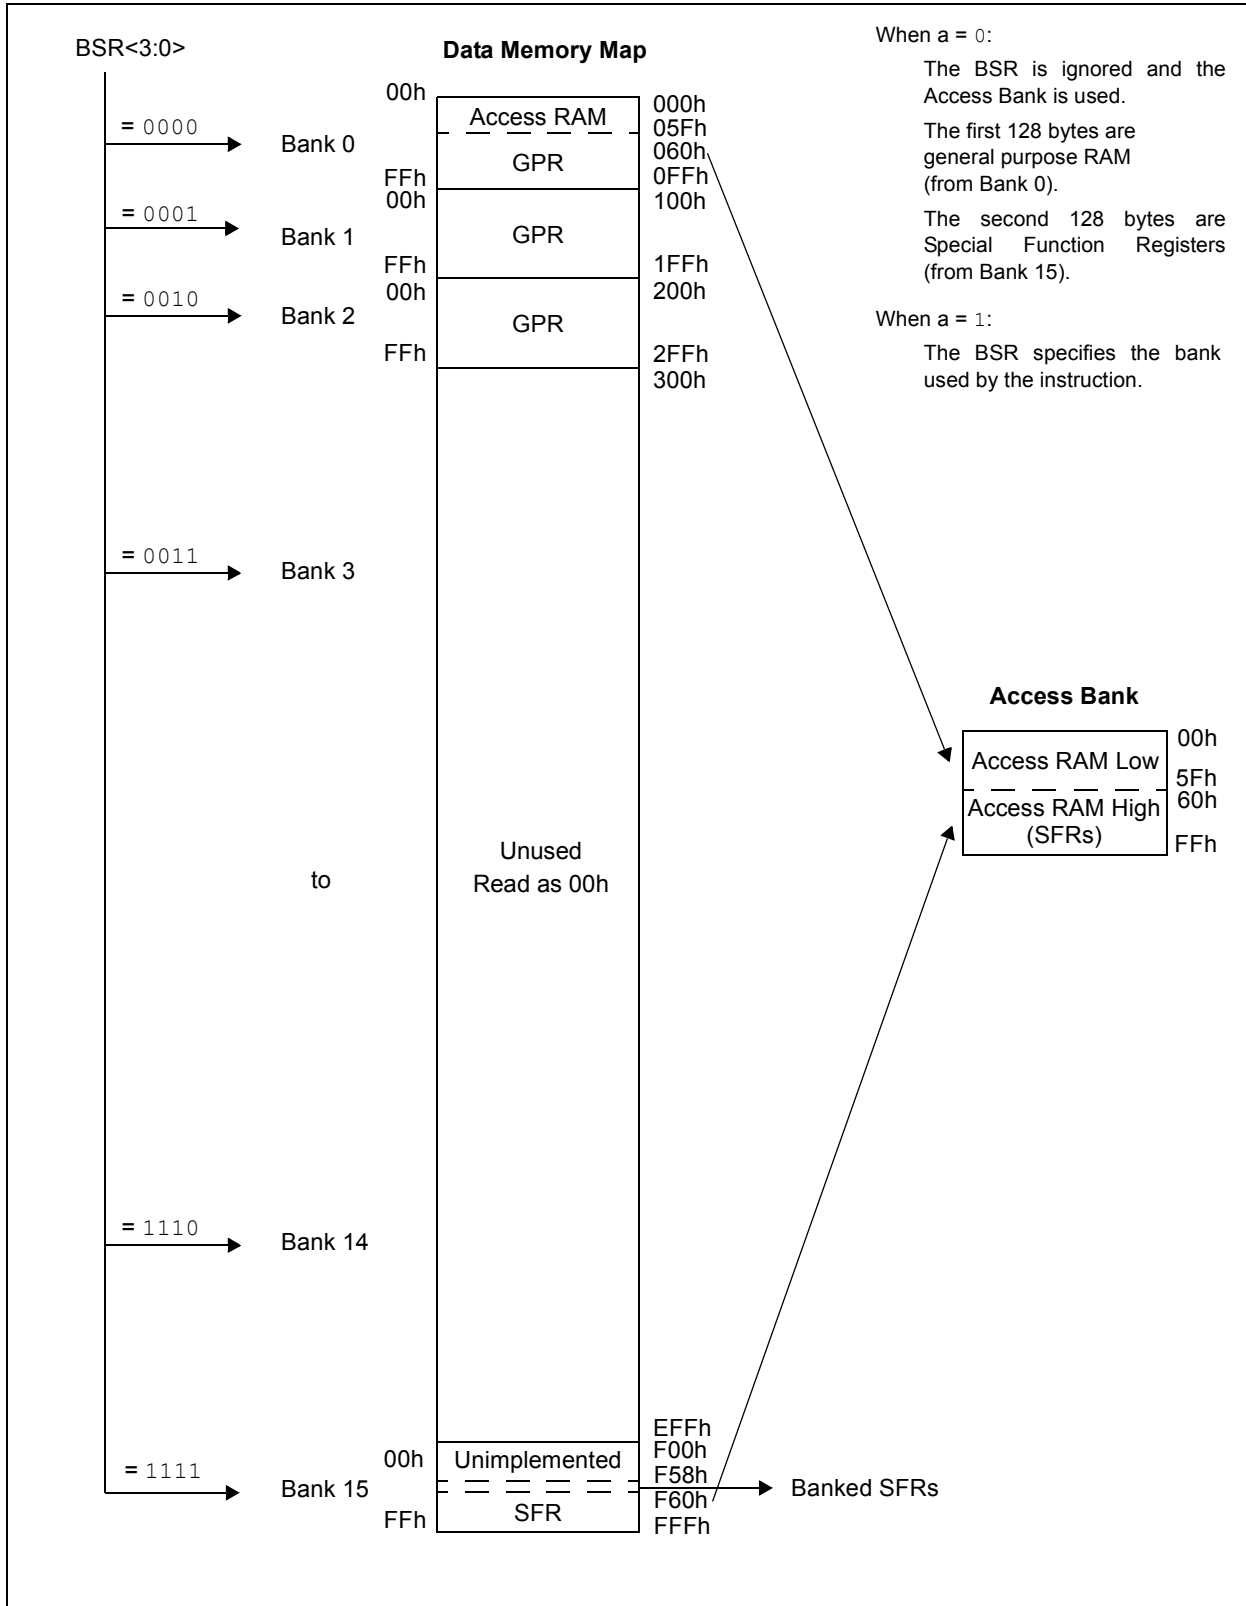 BSR<3:0>
Data Memory Map
When a = 0:
The BSR is ignored and the
Access Bank is used.
The first 128 bytes are
general purpose RAM
(from Bank 0).
The second 128 bytes are
Special Function Registers
(from Bank 15).
When a = 1:
The BSR specifies the bank
used by the instruction.
= 0000
Bank 0
00h
FFh
Access RAM
GPR
000h
05Fh
060h
0FFh
= 0001
Bank 1
00h
FFh
GPR
100h
1FFh
= 0010
Bank 2
00h
FFh
GPR
200h
2FFh
300h
= 0011
Bank 3
to
Unused
Read as 00h
Access Bank
Access RAM Low
Access RAM High
(SFRs)
00h
5Fh
60h
FFh
= 1110
Bank 14
= 1111
Bank 15
00h
FFh
Unimplemented
SFR
EFFh
F00h
F58h
F60h
FFFh
Banked SFRs